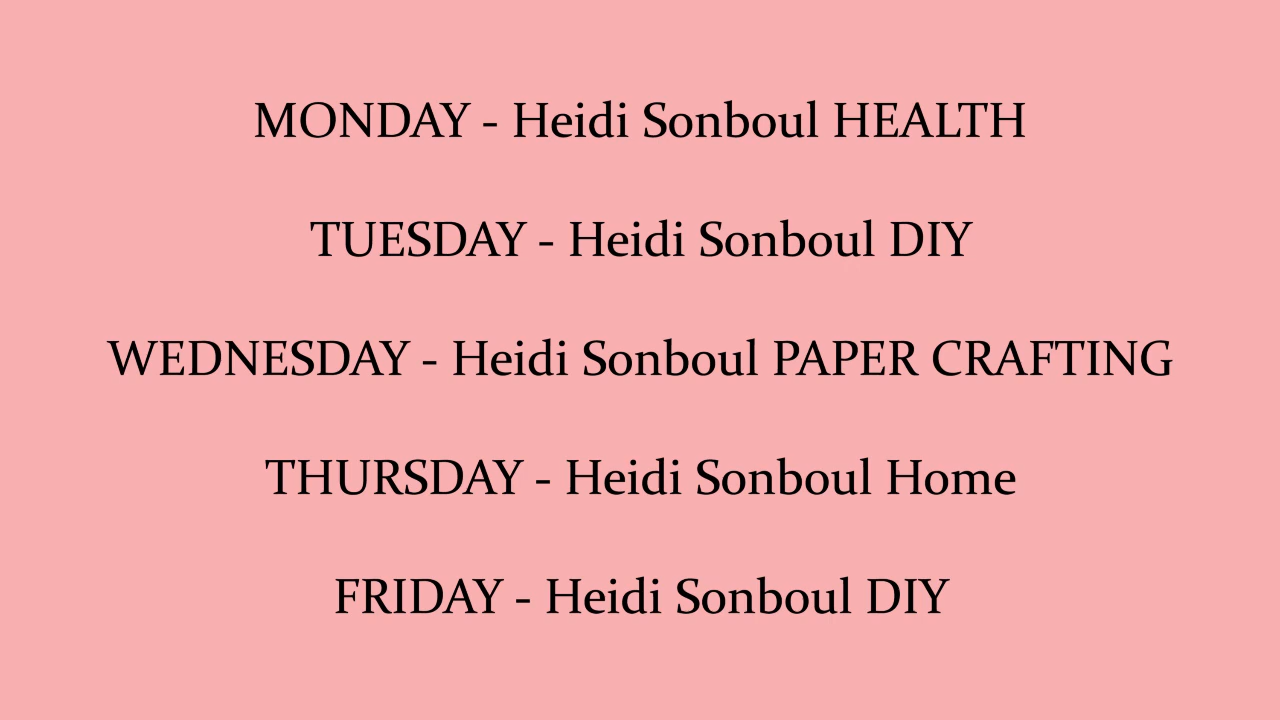 MONDAY - Heidi Sonboul HEALTH
TUESDAY - Heidi Sonboul DIY
WEDNESDAY - Heidi Sonboul PAPER CRAFTING
THURSDAY - Heidi Sonboul Home
FRIDAY - Heidi Sonboul DIY